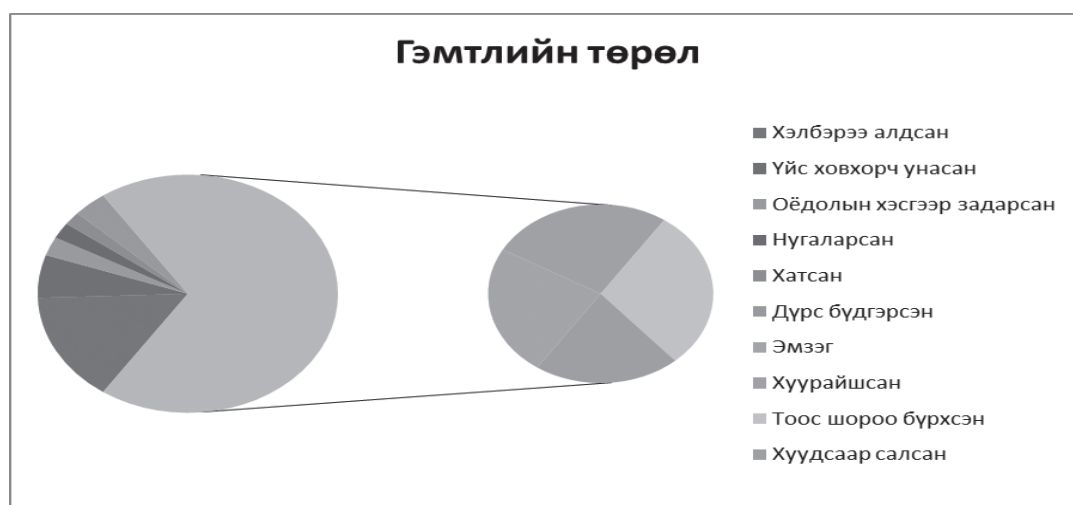 Гэмтлийн төрөл
Хэлбэрээ алдсан
Үйс ховхорч унасан
Оёдолын хэсгээр задарсан
Нугаларсан
Хатсан
Дүрс бүдгэрсэн
Эмзэг
Хуурайшсан
Тоос шороо бүрхсэн
Хуудсаар салсан